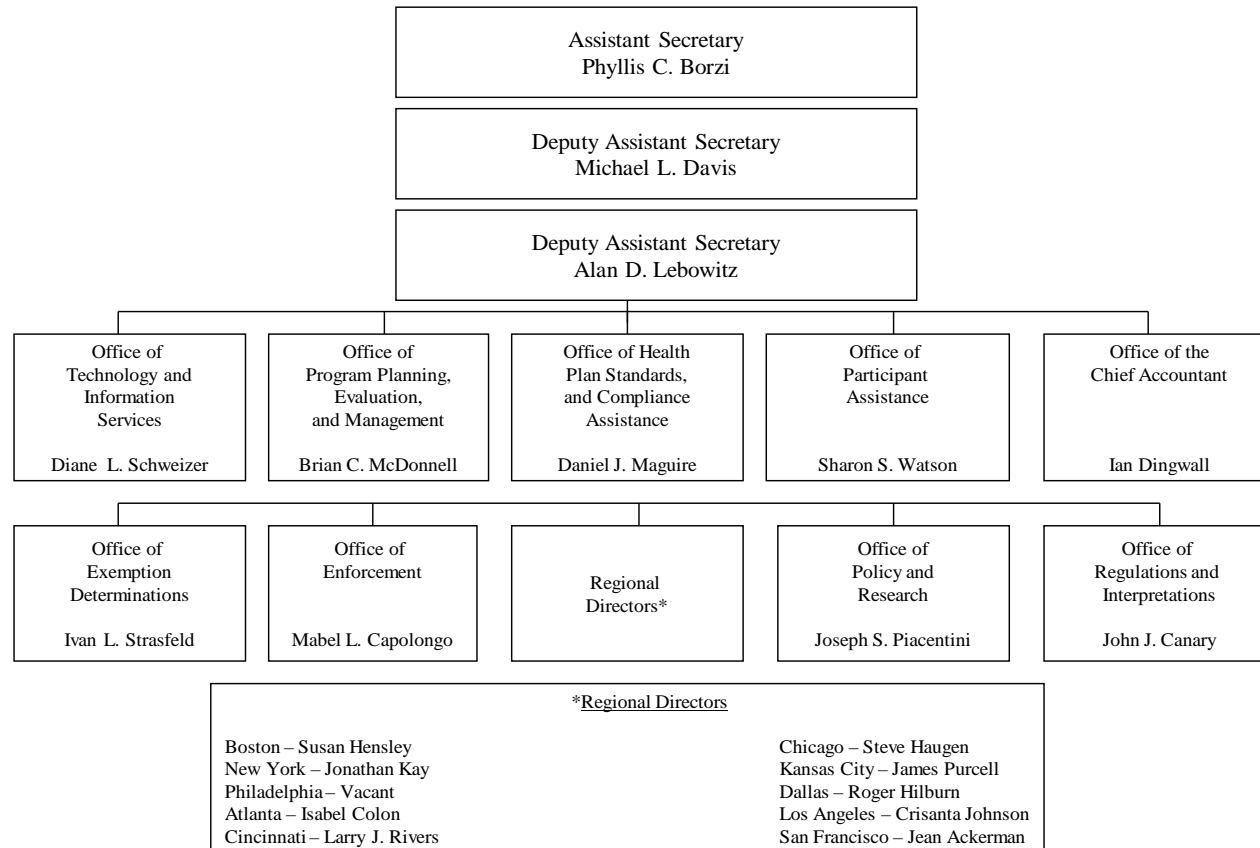 Assistant Secretary
Phyllis C. Borzi
Deputy Assistant Secretary
Michael L. Davis
Deputy Assistant Secretary
Alan D. Lebowitz
Office of
Technology and
Information
Services
Diane L. Schweizer
Office of
Program Planning,
Evaluation,
and Management
Brian C. McDonnell
Office of Health
Plan Standards,
and Compliance
Assistance
Daniel J. Maguire
Office of
Participant
Assistance
Sharon S. Watson
Office of the
Chief Accountant
Ian Dingwall
Office of
Exemption
Determinations
Ivan L. Strasfeld
Office of
Enforcement
Mabel L. Capolongo
Regional
Directors*
Office of
Policy and
Research
Joseph S. Piacentini
Office of
Regulations and
Interpretations
John J. Canary
*Regional Directors
Boston – Susan Hensley
New York – Jonathan Kay
Philadelphia – Vacant
Atlanta – Isabel Colon
Cincinnati – Larry J. Rivers
Chicago – Steve Haugen
Kansas City – James Purcell
Dallas – Roger Hilburn
Los Angeles – Crisanta Johnson
San Francisco – Jean Ackerman